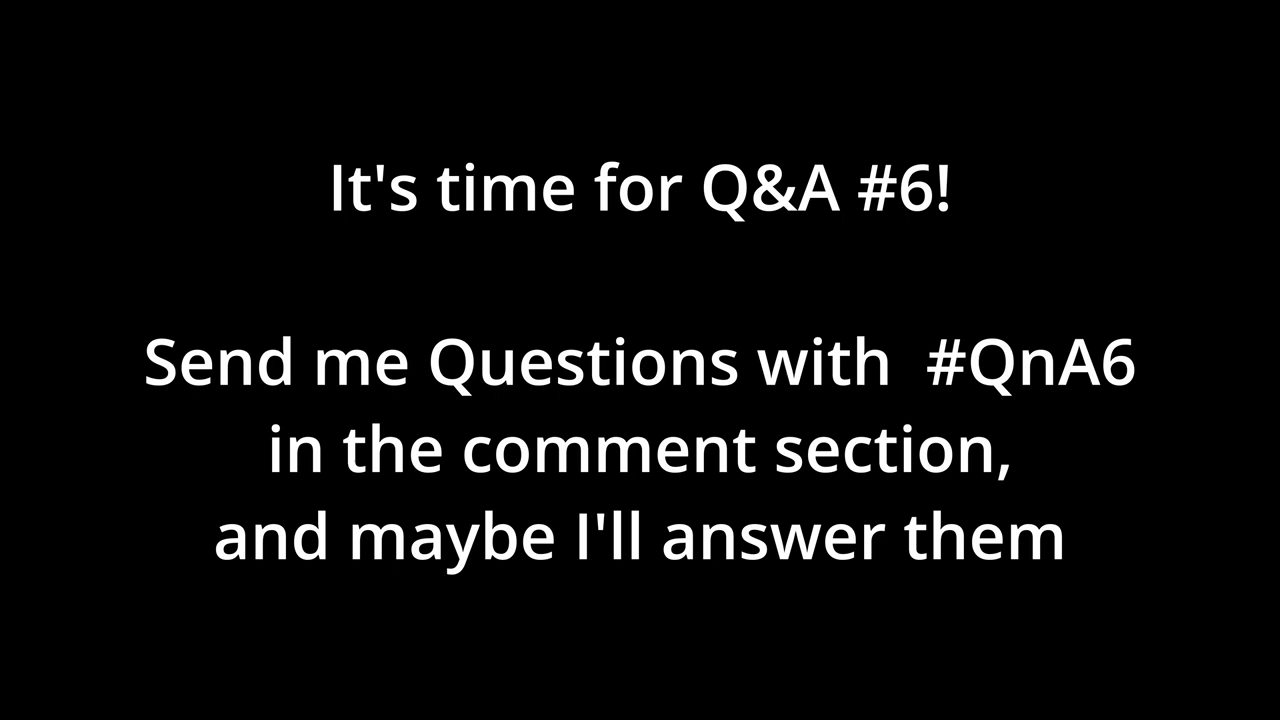 It's time for Q&A #6!
Send me Questions with  #QnA6
in the comment section,
and maybe I'll answer them